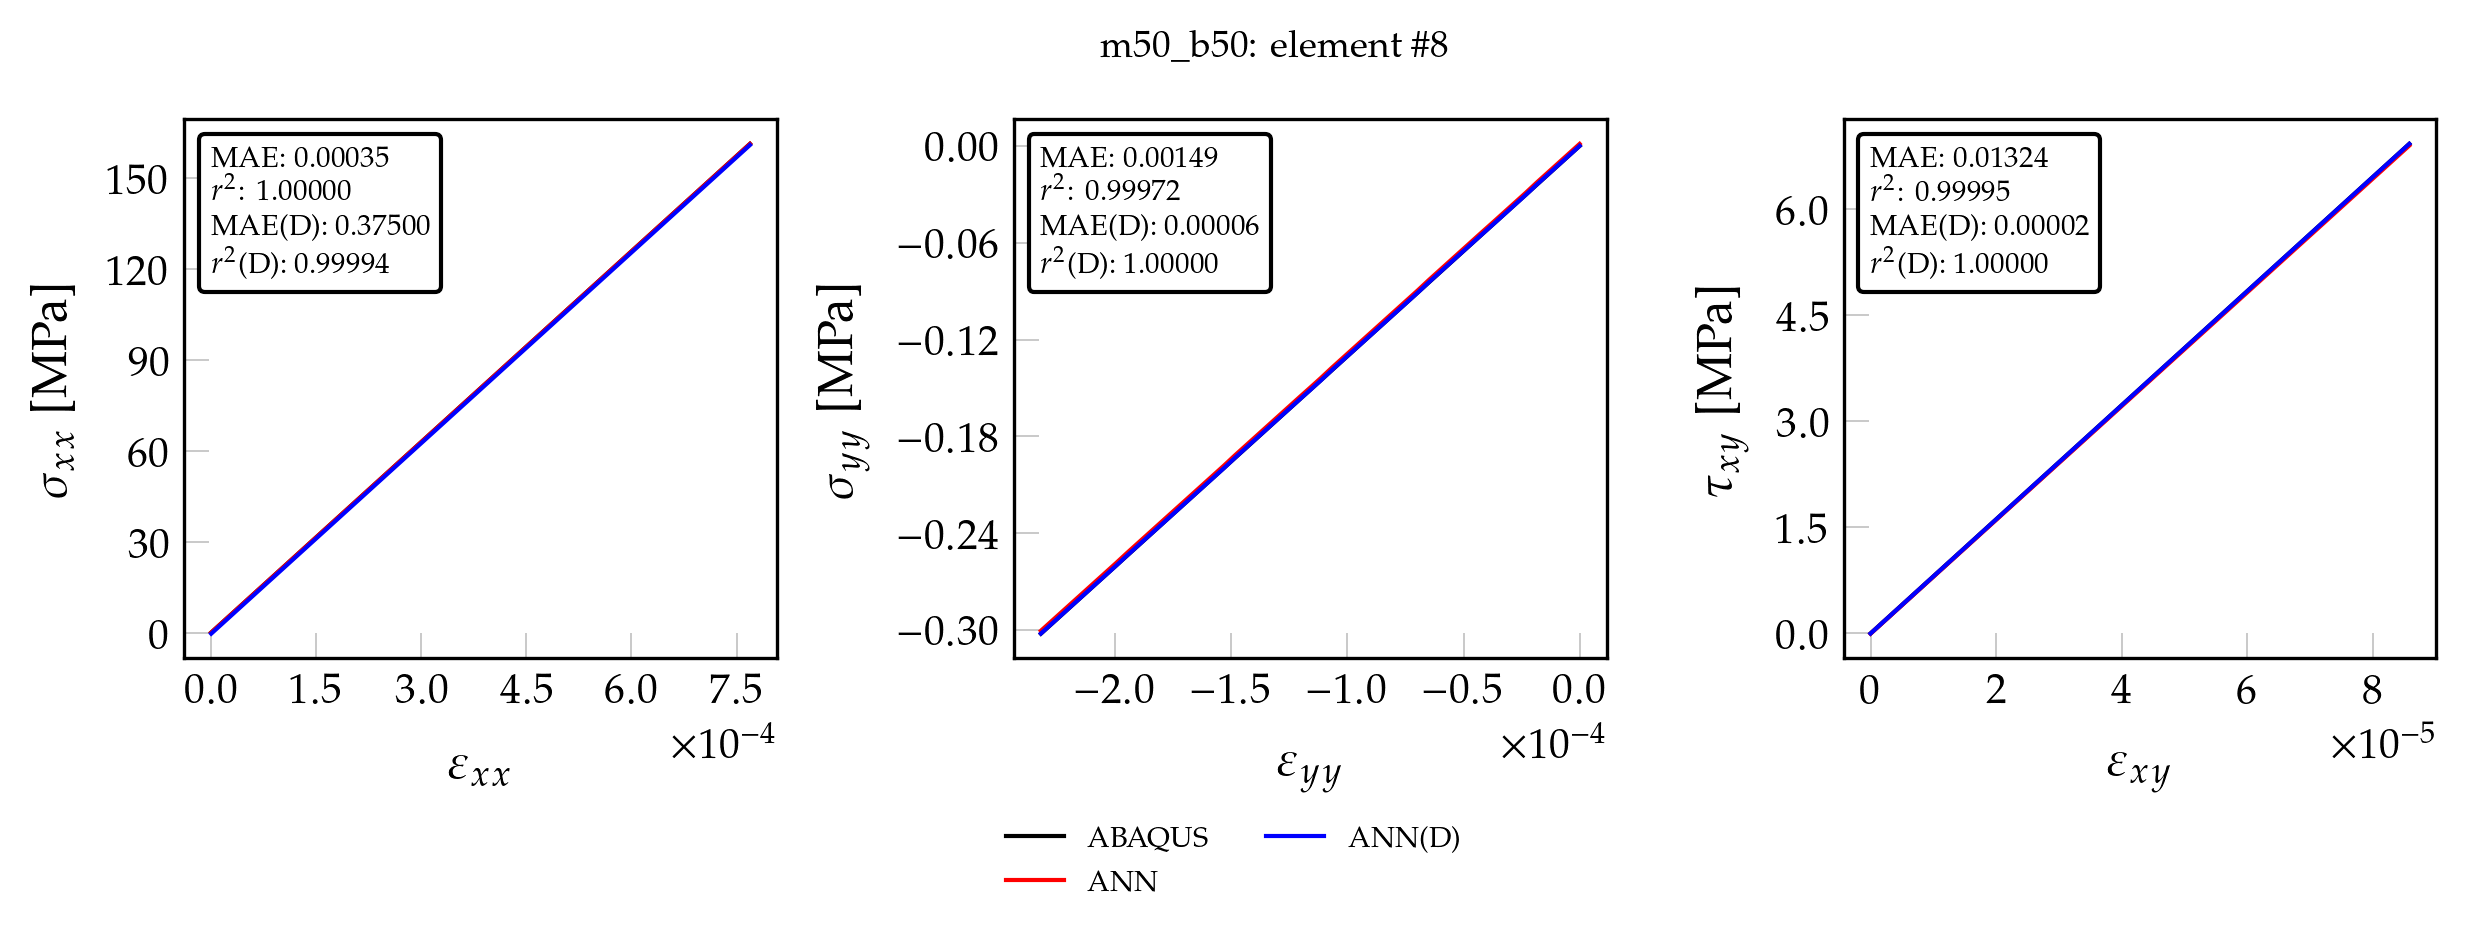 m50_b50: element #8
MAE: 0.00035
r²: 1.00000
MAE(D): 0.37500
r²(D): 0.99994
150
120
90
60
30
0
σxx [MPa]
0.0 1.5 3.0 4.5 6.0 7.5
×10⁻⁴
εxx
MAE: 0.00149
r²: 0.99972
MAE(D): 0.00006
r²(D): 1.00000
0.00
−0.06
−0.12
−0.18
−0.24
−0.30
σyy [MPa]
−2.0 −1.5 −1.0 −0.5 0.0
×10⁻⁴
εyy
MAE: 0.01324
r²: 0.99995
MAE(D): 0.00002
r²(D): 1.00000
6.0
4.5
3.0
1.5
0.0
τxy [MPa]
0 2 4 6 8
×10⁻⁵
εxy
ABAQUS
ANN
ANN(D)